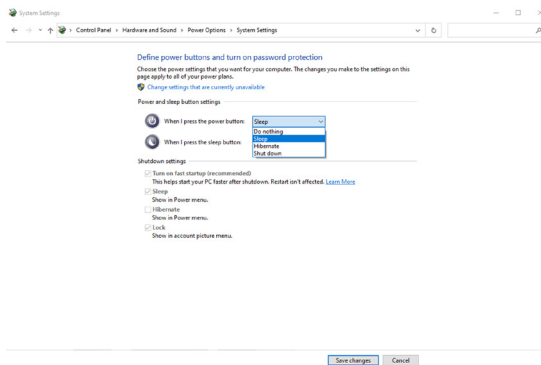 System Settings
Control Panel > Hardware and Sound > Power Options > System Settings
Define power buttons and turn on password protection
Choose the power settings that you want for your computer. The changes you make to the settings on this
page apply to all of your power plans.
Change settings that are currently unavailable
Power and sleep button settings
When I press the power button: Sleep
Do nothing
Sleep
When I press the sleep button:
Hibernate
Shut down
Shutdown settings
Turn on fast startup (recommended)
This helps start your PC faster after shutdown. Restart isn't affected. Learn More
Sleep
Show in Power menu.
Hibernate
Show in Power menu.
Lock
Show in account picture menu.
Save changes Cancel